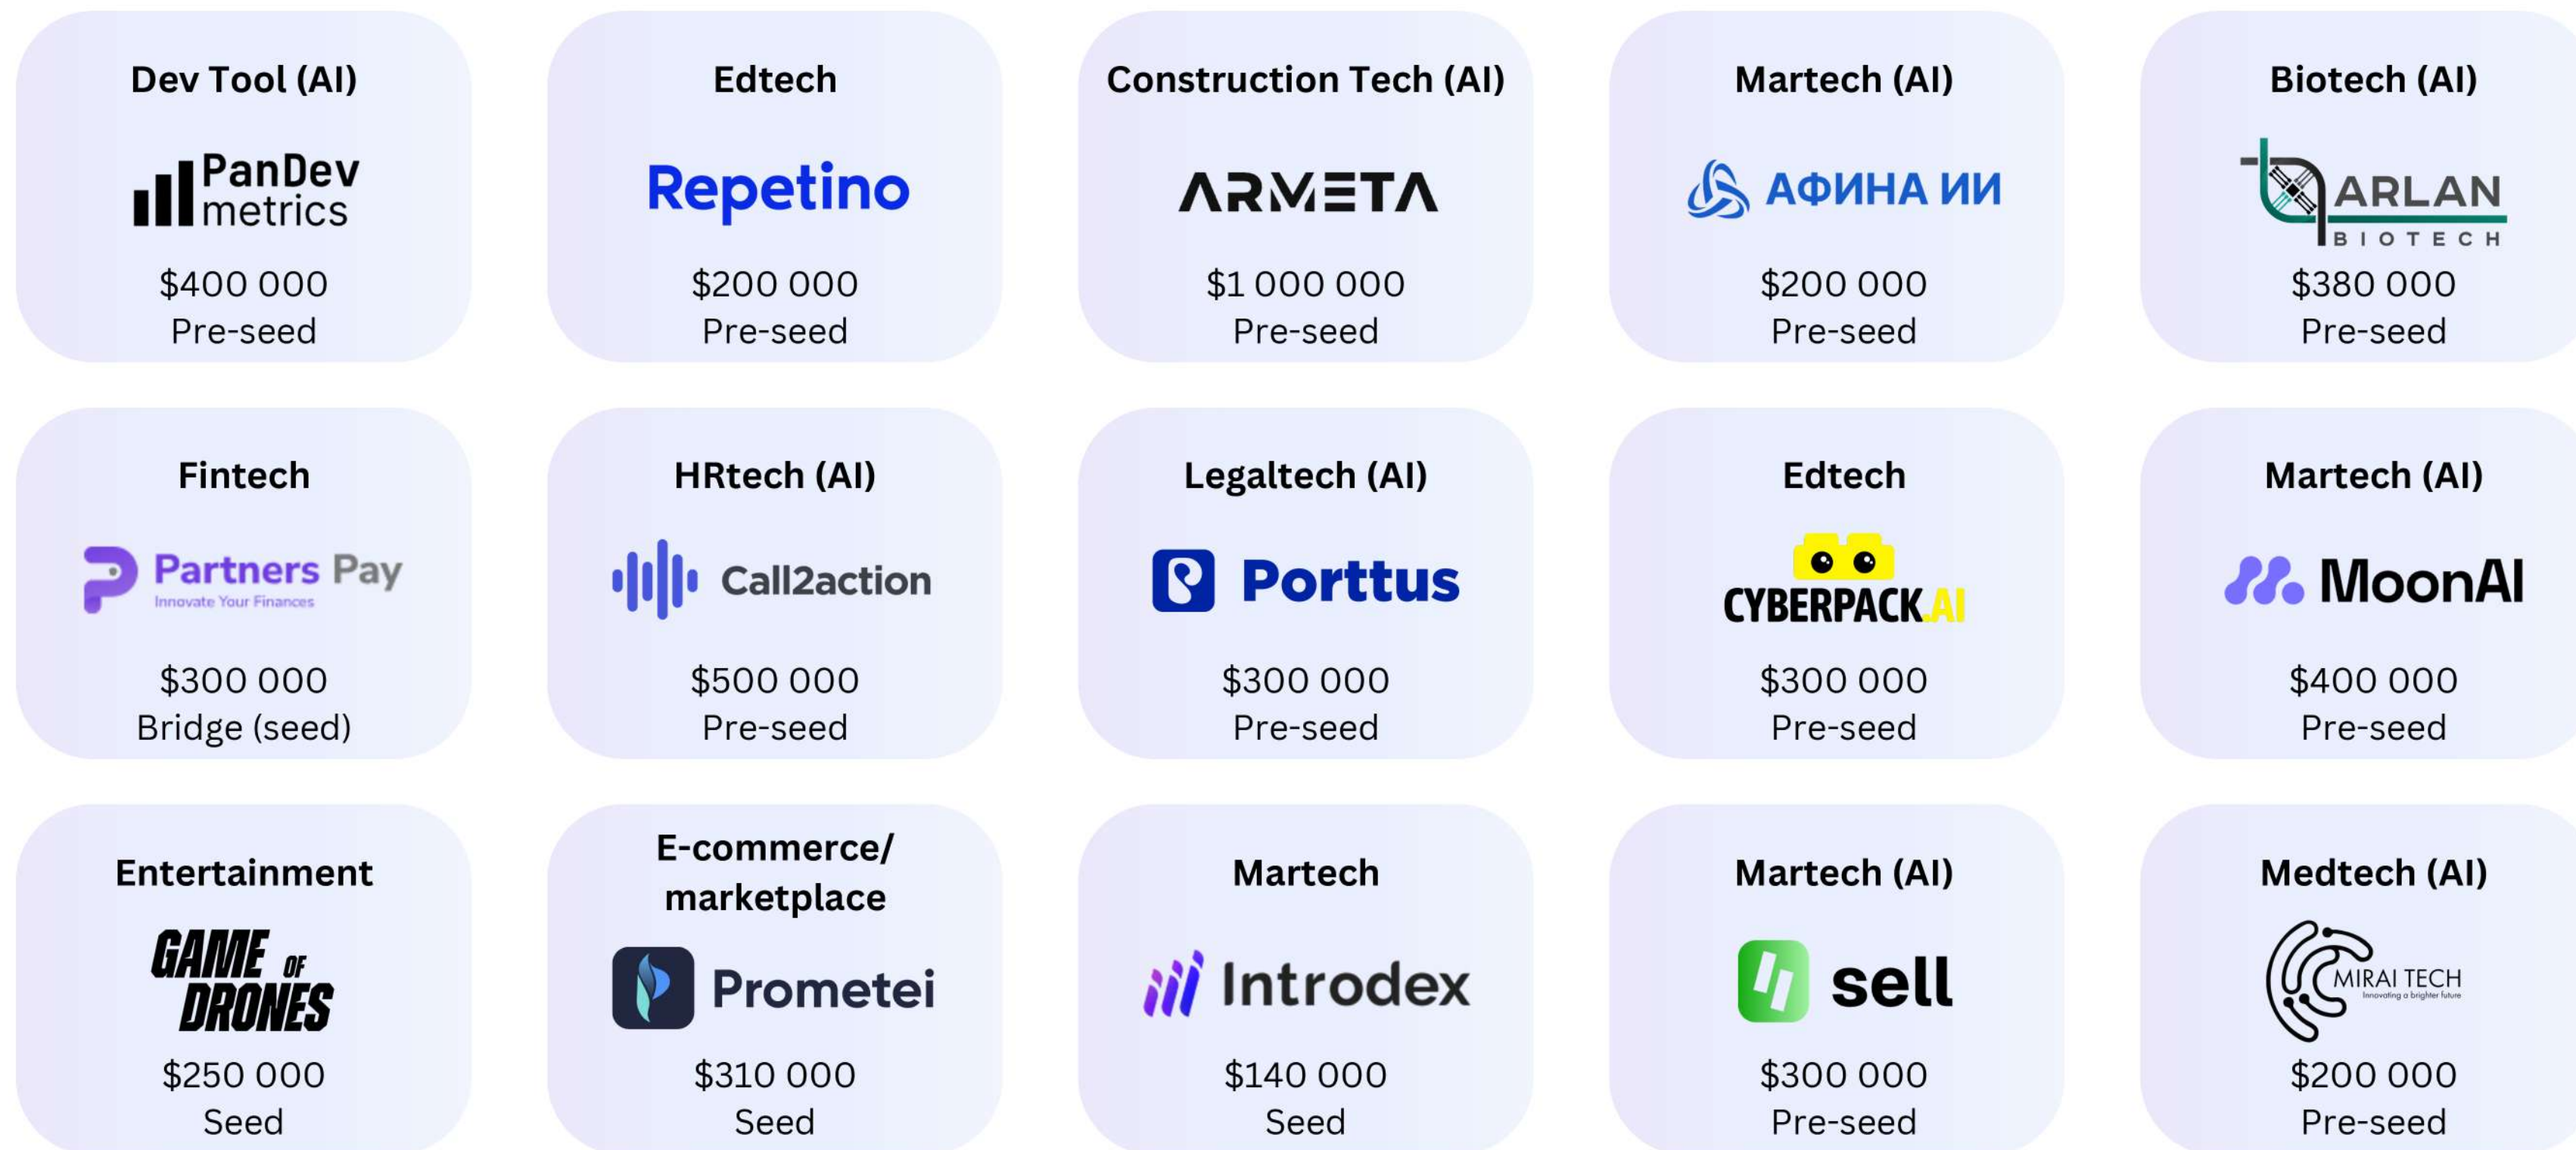 Dev Tool (AI)
PanDev
metrics
$400 000
Pre-seed
Edtech
Repetino
$200 000
Pre-seed
Construction Tech (AI)
ARMETA
$1 000 000
Pre-seed
Martech (AI)
АФИНА ИИ
$200 000
Pre-seed
Biotech (AI)
ARLAN
BIOTECH
$380 000
Pre-seed
Fintech
Partners Pay
Innovate Your Finances
$300 000
Bridge (seed)
HRtech (AI)
Call2action
$500 000
Pre-seed
Legaltech (AI)
Porttus
$300 000
Pre-seed
Edtech
CYBERPACK.AI
$300 000
Pre-seed
Martech (AI)
MoonAI
$400 000
Pre-seed
Entertainment
GAME OF
DRONES
$250 000
Seed
E-commerce/
marketplace
Prometei
$310 000
Seed
Martech
Introdex
$140 000
Seed
Martech (AI)
sell
$300 000
Pre-seed
Medtech (AI)
MIRAI TECH
Innovating a brighter future
$200 000
Pre-seed